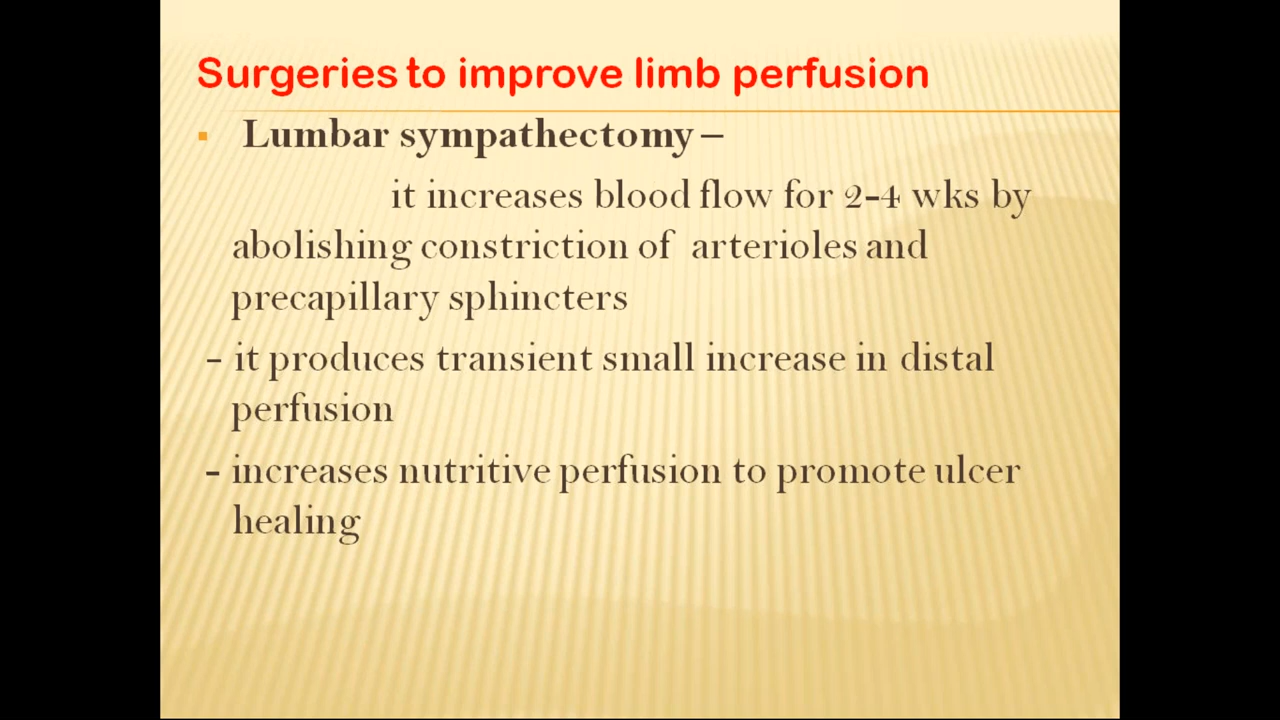 Surgeries to improve limb perfusion
▪ Lumbar sympathectomy –
it increases blood flow for 2-4 wks by
abolishing constriction of arterioles and
precapillary sphincters
- it produces transient small increase in distal
perfusion
- increases nutritive perfusion to promote ulcer
healing